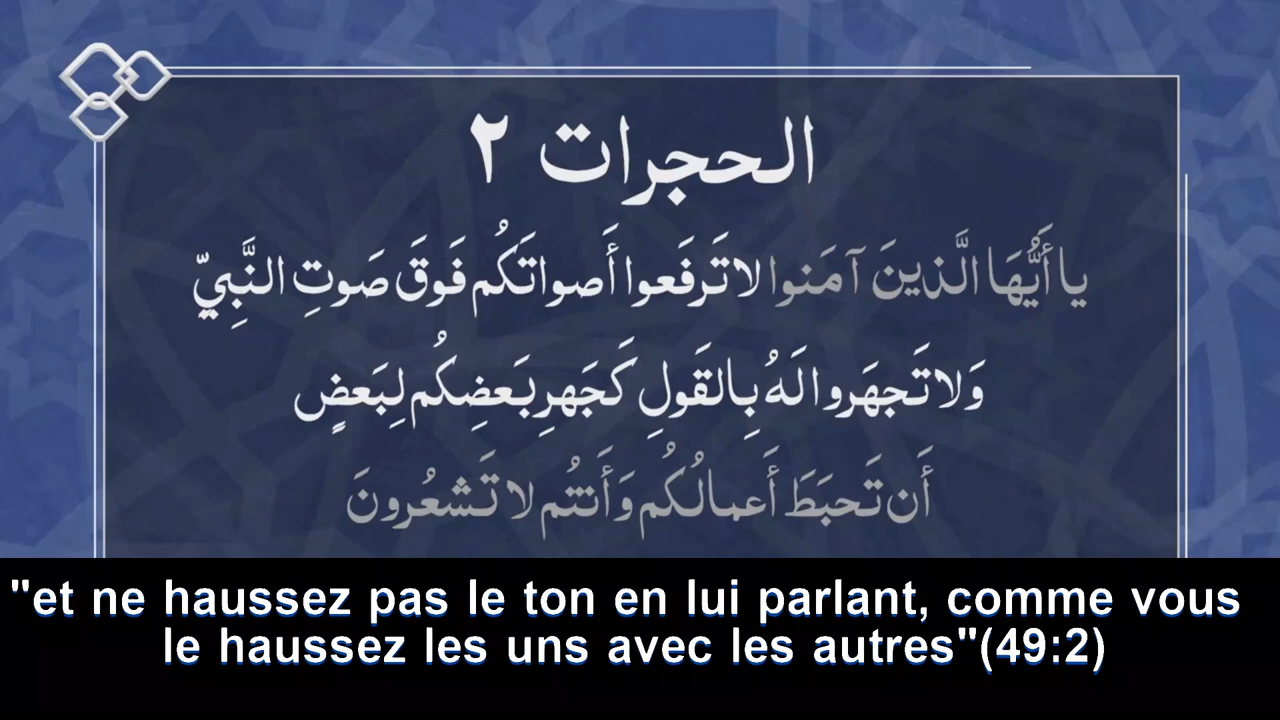 الحجرات ٢
يا أَيُّهَا الَّذينَ آمَنوا لا تَرفَعوا أَصواتَكُم فَوقَ صَوتِ النَّبِيِّ
وَلا تَجهَروا لَهُ بِالقَولِ كَجَهرِ بَعضِكُم لِبَعضٍ
أَن تَحبَطَ أَعمالُكُم وَأَنتُم لا تَشعُرونَ
"et ne haussez pas le ton en lui parlant, comme vous
le haussez les uns avec les autres"(49:2)